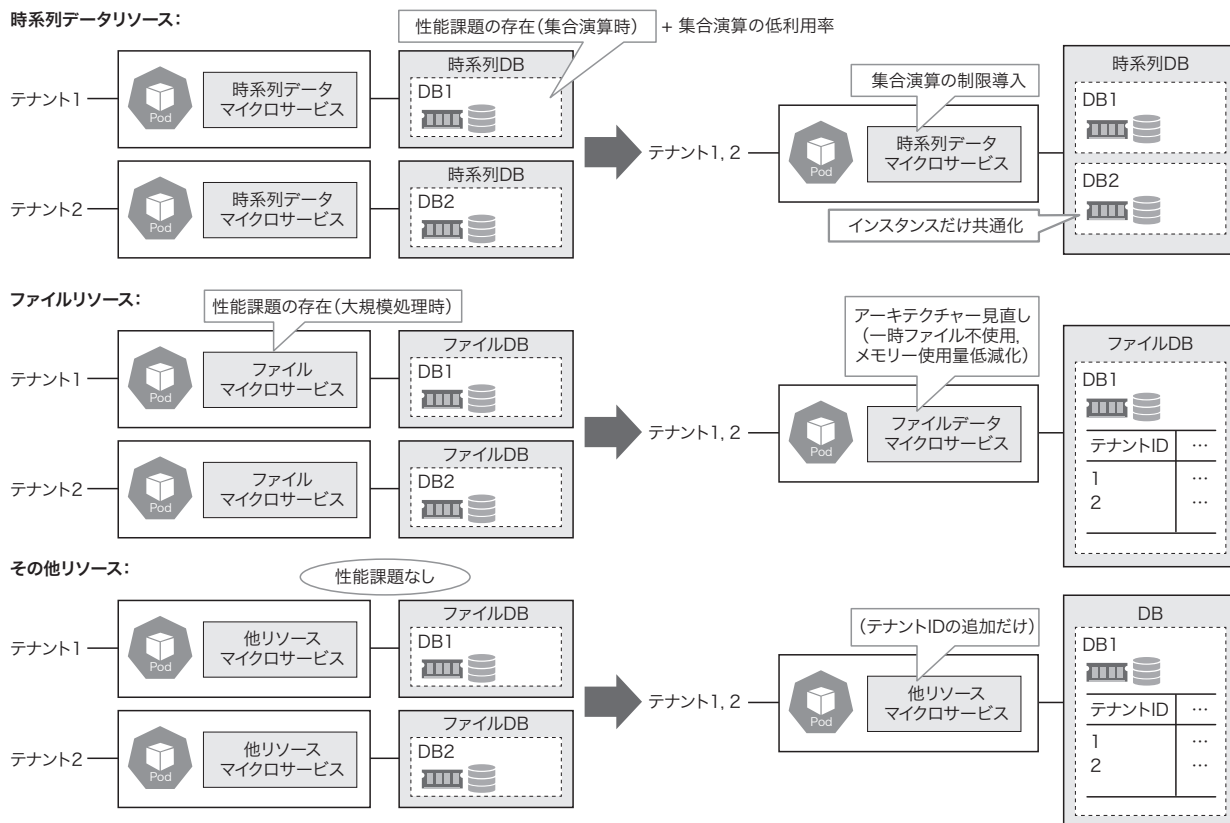 時系列データリソース:
性能課題の存在(集合演算時)
+ 集合演算の低利用率
テナント1
Pod
時系列データ
マイクロサービス
時系列DB
DB1
テナント2
Pod
時系列データ
マイクロサービス
時系列DB
DB2
テナント1, 2
集合演算の制限導入
Pod
時系列データ
マイクロサービス
インスタンスだけ共通化
時系列DB
DB1
DB2
ファイルリソース:
性能課題の存在(大規模処理時)
テナント1
Pod
ファイル
マイクロサービス
ファイルDB
DB1
テナント2
Pod
ファイル
マイクロサービス
ファイルDB
DB2
テナント1, 2
アーキテクチャー見直し
(一時ファイル不使用,
メモリー使用量低減化)
Pod
ファイルデータ
マイクロサービス
ファイルDB
DB1
テナントID …
1 …
2 …
その他リソース:
性能課題なし
テナント1
Pod
他リソース
マイクロサービス
ファイルDB
DB1
テナント2
Pod
他リソース
マイクロサービス
ファイルDB
DB2
テナント1, 2
(テナントIDの追加だけ)
Pod
他リソース
マイクロサービス
DB
DB1
テナントID …
1 …
2 …